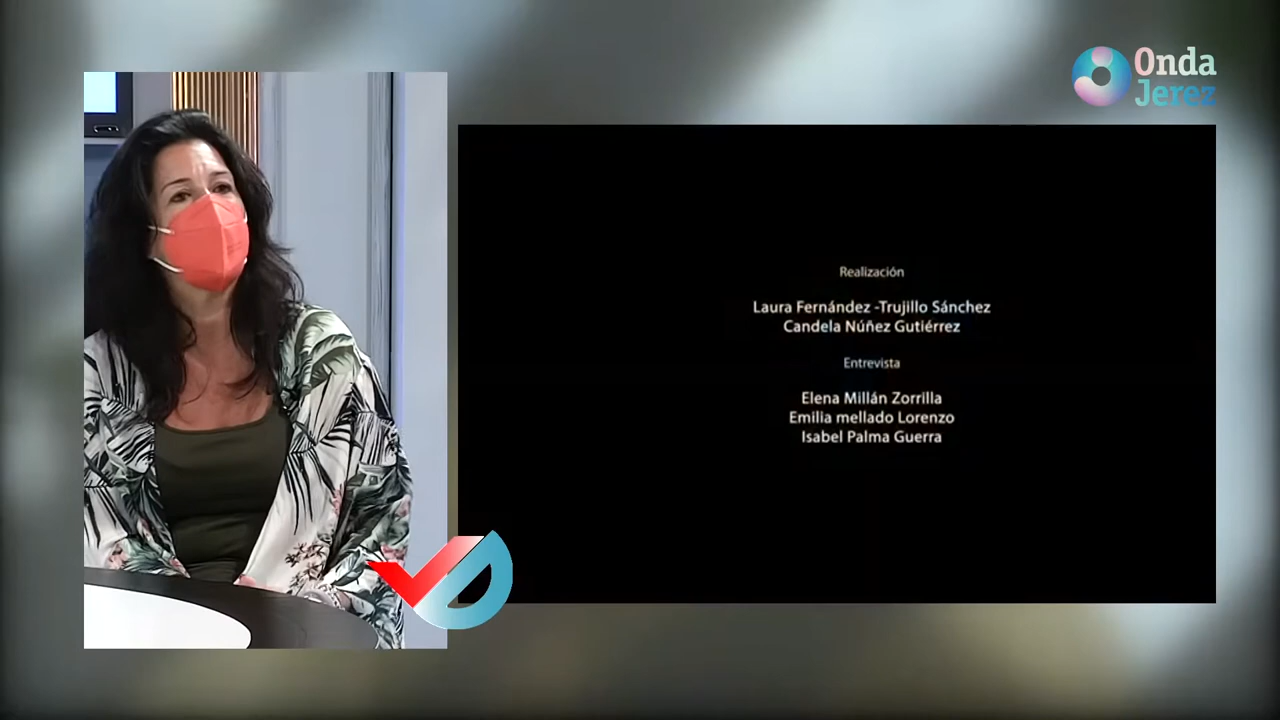 Onda
Jerez
Realización
Laura Fernández -Trujillo Sánchez
Candela Núñez Gutiérrez
Entrevista
Elena Millán Zorrilla
Emilia mellado Lorenzo
Isabel Palma Guerra